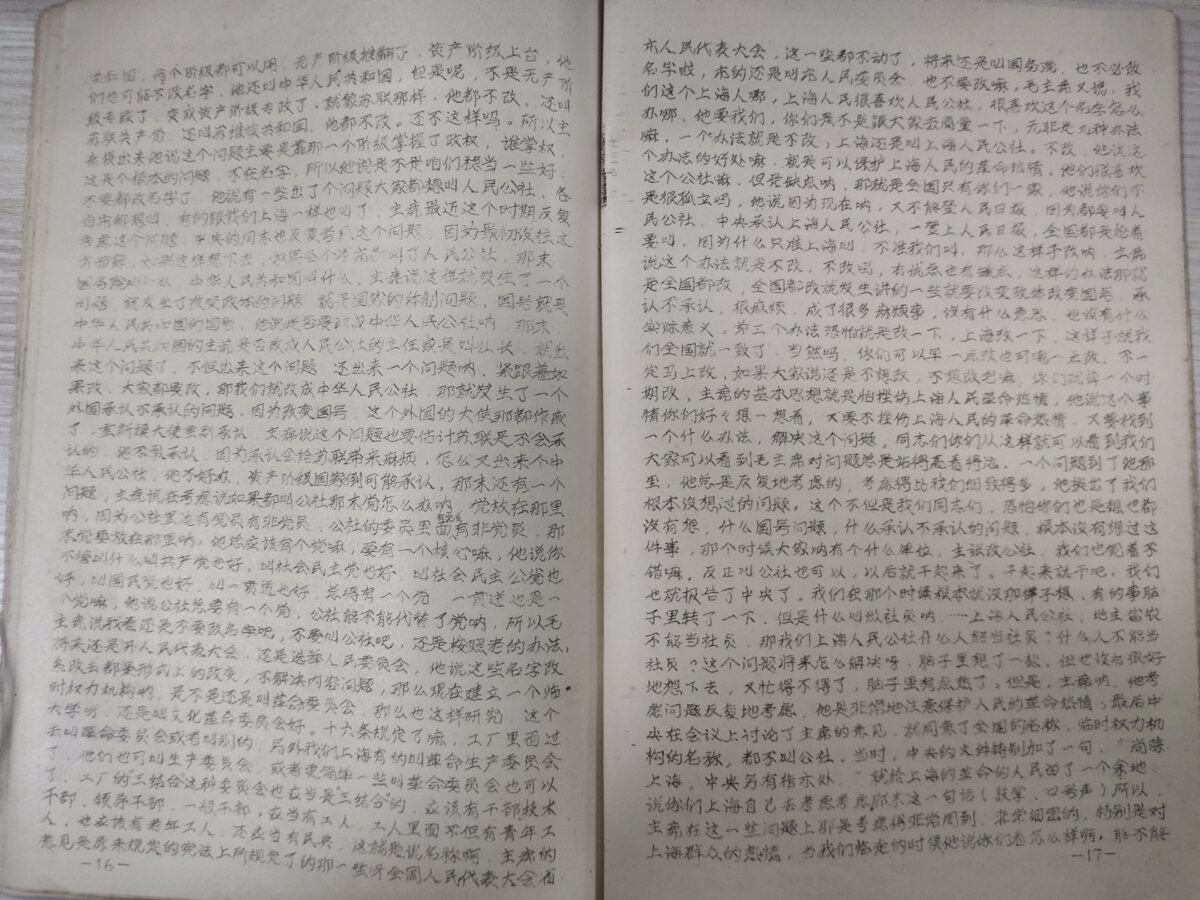 共和国，两个阶级都可以用，无产阶级推翻了，资产阶级上台，他
们也可能不改名字，他还叫中华人民共和国，但是呢，不是无产阶
级专政了，变成资产阶级专政了，就像苏联那样，他都不改，还叫
苏联共产党，还叫苏维埃共和国，他都不改。还不这样吗。所以主
席提出来他说这个问题主要是靠那一个阶级掌握了政权，谁掌权，
这是个根本的问题 不在名字，所以他说是不是咱们稳当一些好，
不要都改名字了 他说有一些出了个问题大家都想叫人民公社，各
自市都想叫，有的跟我们上海一样也叫了，主席最近这个时期反复
考虑这个问题，中央的同志也反复考虑这个问题，因为最初没往这
方面想，如果这样想下去，如果各个省市都叫了人民公社，那末
国务院叫什么 中华人民共和国叫什么，主席说这样就发生了一个
问题，就发生了改变政体的问题 就是国家的体制问题，国号就是
中华人民共和国的国号，他说是否要改成中华人民公社呐，那末
中华人民共和国的主席是否改成人民公社的主任或是叫社长，就出
来这个问题了，不但出来这个问题，还出来一个问题呐，紧跟着如
果改，大家都要改，那我们就改成中华人民公社 那就发生了一个
外国承认不承认的问题，因为改变国号，这个外国的大使那都作废
了，重新换大使重新承认，主席说这个问题也要估计苏联是不会承
认的，他不敢承认，因为承认会给苏联带来麻烦，怎么又出来个中
华人民公社，他不好办，资产阶级国家倒可能承认，那末还有一个
问题，主席说在考虑说如果都叫公社那末党怎么办呐，党放在那里
呐，因为公社里边有党员有非党员，公社的委员里面有党员有非党员，那
末党委放在那里呐，他总应该有个党嘛，要有一个核心嘛，他说你
不管叫什么叫共产党也好，叫社会民主党也好，叫社会民主公党也
好，叫国民党也好，叫一贯道也好，总得有一个党 一贯道也是一
个党嘛，他说公社总要有一个党，公社能不能代替了党呐，所以毛
主席说我看还是不要改名字吧，不要叫公社吧，还是按照老的办法，
将来还是开人民代表大会，还是选举人民委员会，他说这些名字改
来改去都要形式上的改变，不解决内容问题，那么现在建立一个临
时权力机构呐，是不是还是叫革命委员会，那么也这样研究，这个
大学呀，还是叫文化革命委员会好。十六条规定了嘛，工厂里面过
去叫革命委员会或者叫别的，另外我们上海有的叫革命生产委员会
了，他们也可叫生产委员会，或者更简单一些叫革命委员会也可以
了，工厂的三结合这种委员会也应当是“三结合”的，应该有干部技术
干部、领导干部，一般干部，应当有工人，工人里面不但有青年工
人，也应该有老年工人，还应当有民兵，这就是说名称啊，主席的
意见是原来规定的宪法上所规定了的那一些牙全国人民代表大会省
—16—
市人民代表大会，这一些都不动了，将来还是叫国务院，也不必改
名字啦，市的还是叫市人民委员会，也不要改嘛，毛主席又说，我
们这个上海人哪，上海人民很喜欢人民公社，很喜欢这个名字怎么
办哪，他要我们，你们是不是跟大家去商量一下，无非是几种办法
嘛，一个办法就是不改，上海还是叫上海人民公社。不改，他说这
个办法的好处嘛，就是可以保护上海人民的革命热情，他们很喜欢
这个公社嘛，但是缺点呐，那就是全国只有你们一家，他说你们不
是很孤立吗，他说因为现在呐，又不能登人民日报，因为都要叫人
民公社，中央承认上海人民公社，一登上人民日报，全国都是抢着
要叫，因为什么只准上海叫，不准我们叫，那么这样子改呐，主席
说这个办法就是不改，不改吗，有优点也有缺点，这样的办法那就
是全国都改，全国都改就发生讲的一些就要改变政体改变国号，承
认不承认，很麻烦，成了很多麻烦事，没有什么意思，也没有什么
实际意义，第三个办法恐怕就是改一下，上海改一下，这样子就我
们全国就一致了，当然吗，你们可以早一点改也可晚一点改，不一
定马上改，如果大家说还是不想改，不想改老嘛，你们就停一个时
期改，主席的基本思想就是怕挫伤上海人民革命热情，他说这个事
情你们好々想一想看，又要不挫伤上海人民的革命热情，又要找到
一个什么办法，解决这个问题，同志们你们从这样就可以看到我们
大家可以看到毛主席对问题总是站得高看得远，一个问题到了他那
里，他党是反复地考虑的，考虑得比我们细致得多，他提出了我们
根本没想过的问题。这个不但是我们同志们，恐怕你们也是想也都
没有想，什么国号问题，什么承认不承认的问题，根本没有想过这
件事，那个时候大家呐有个什么单位，主张改公社，我们也觉着不
错嘛。反正叫公社也可以，以后就干起来了。干起来就干吧，我们
也就报告了中央了。我们在那个时候根本就没那样子想，有的事脑
子里转了一下，但是什么叫做社员呐……上海人民公社，地主富农
不能当社员，那我们上海人民公社什么人能当社员？什么人不能当
社员？这个问题将来怎么解决呀，脑子里想了一想，但也没有很好
地想下去，又忙得不得了，脑子里有点热了。但是，主席呐，他考
虑问题反复地考虑，他是非常地注意保护人民的革命热情；最后中
央在会议上讨论了主席的意见，就同意了全国的名称，临时权力机
构的名称，都不叫公社。当时，中央的文件特别加了一句，“尚除
上海，中央另有指示处。”就给上海的革命的人民留了一个余地，
说你们上海自己去考虑考虑那末这一句话（鼓掌，口号声）所以，
主席在这一些问题上那是考虑得非常周到，非常细密的，特别是对
上海群众的热情，当我们临走的时候他说你们看怎么样啊，能不能
—17—